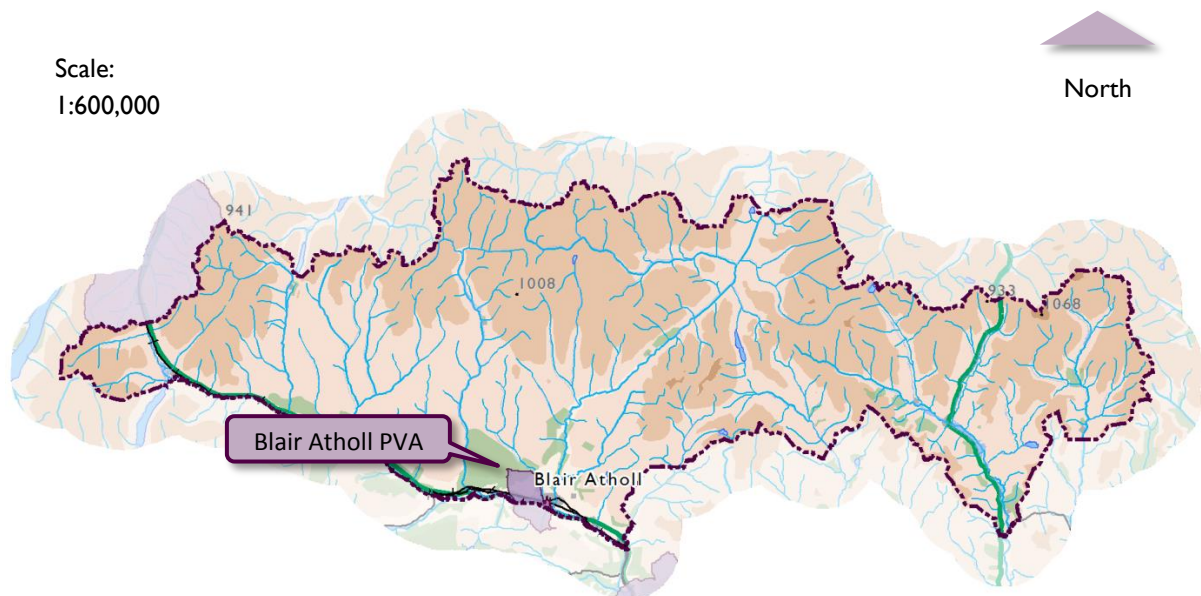 Scale:
1:600,000
North
941
1008
933
1068
Blair Atholl PVA
Blair Atholl